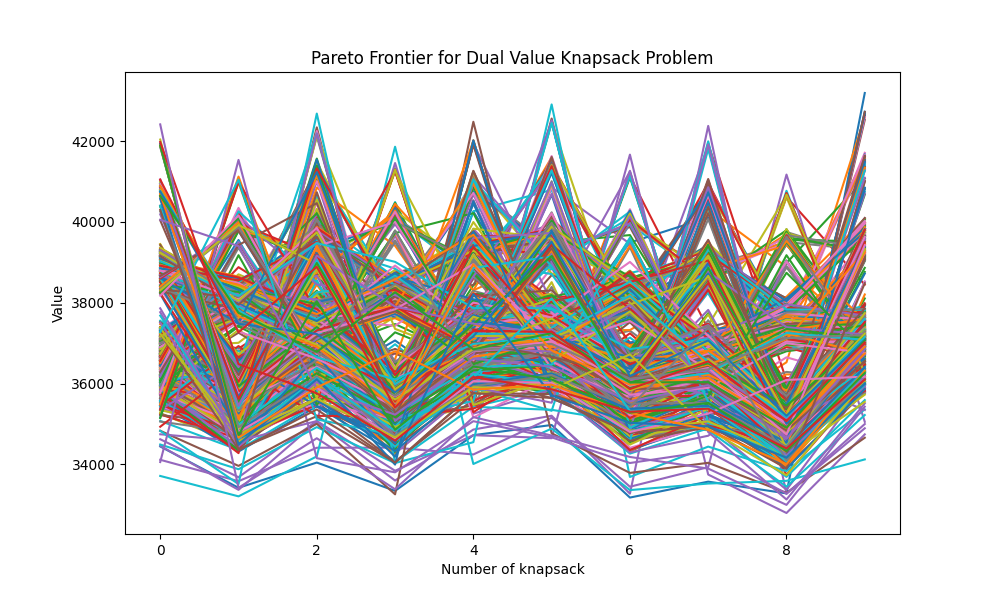 Pareto Frontier for Dual Value Knapsack Problem
42000
40000
38000
36000
34000
Value
0 2 4 6 8
Number of knapsack